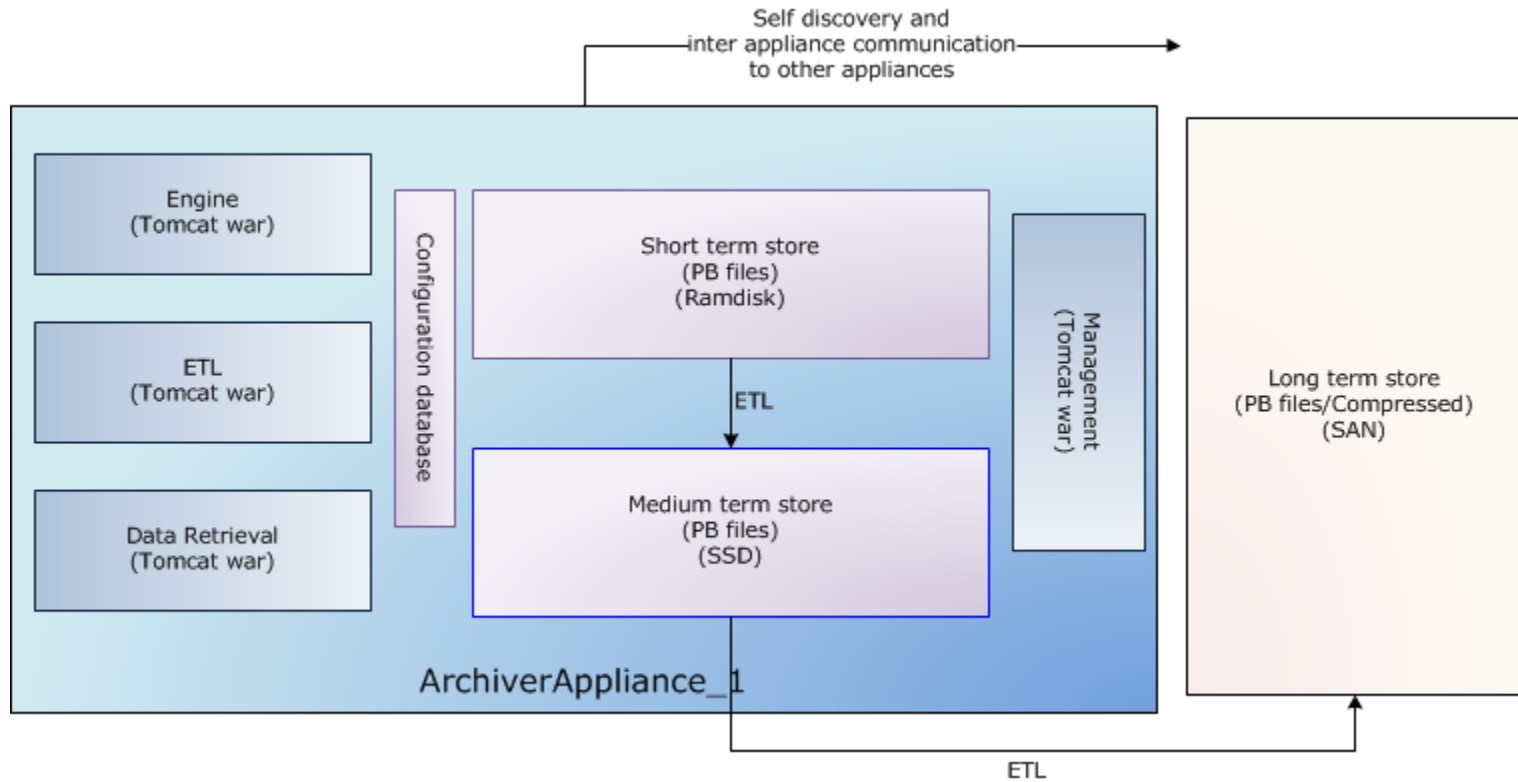 Self discovery and
inter appliance communication
to other appliances
Engine
(Tomcat war)
ETL
(Tomcat war)
Data Retrieval
(Tomcat war)
Configuration database
Short term store
(PB files)
(Ramdisk)
ETL
Medium term store
(PB files)
(SSD)
Management
(Tomcat war)
Long term store
(PB files/Compressed)
(SAN)
ArchiverAppliance_1
ETL